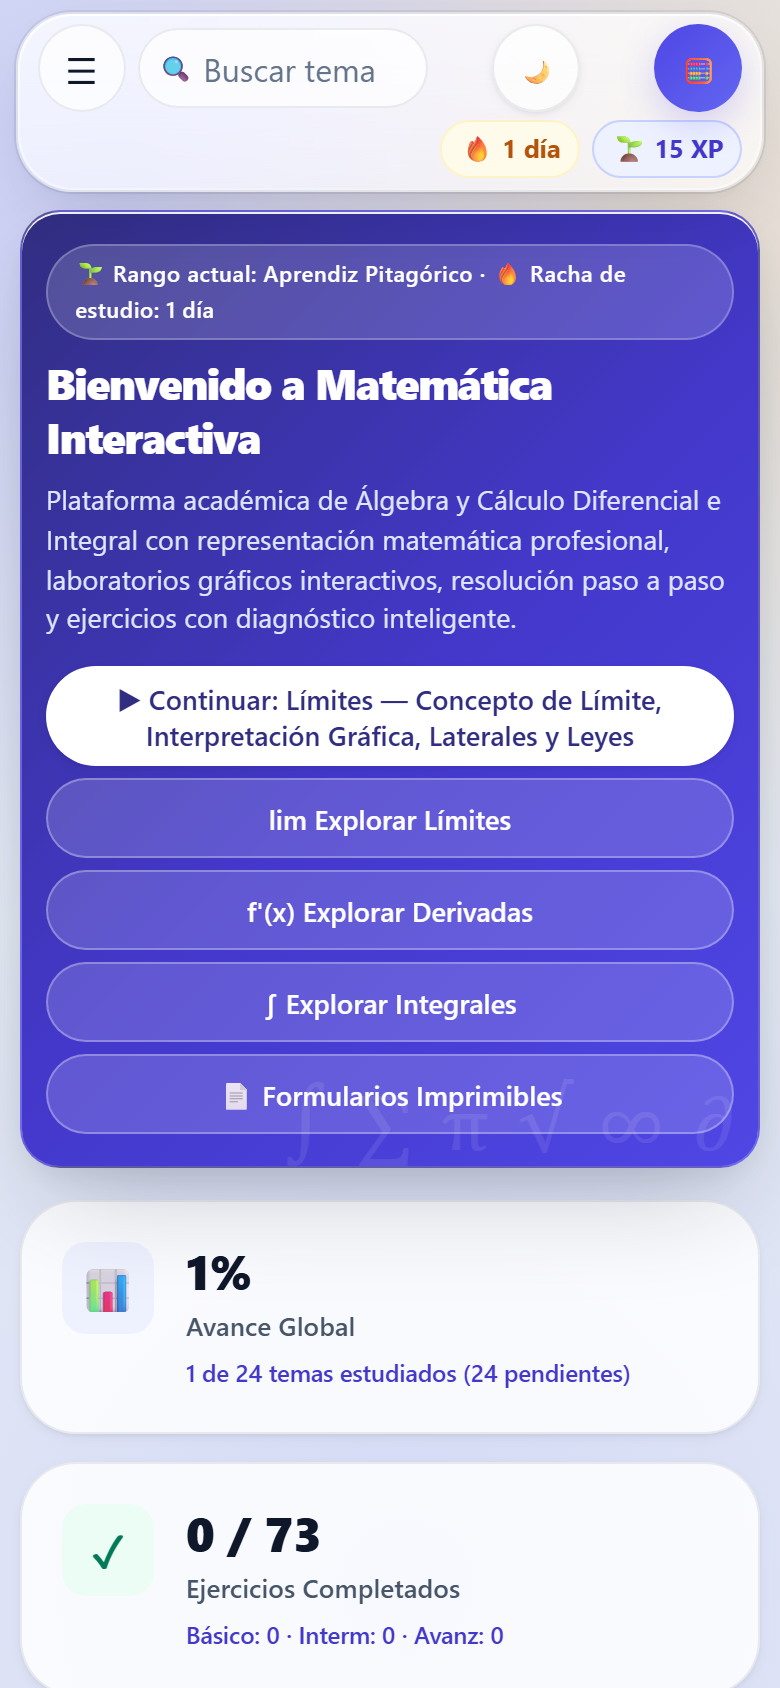 ☰
🔍 Buscar tema
🌙
🧮
🔥 1 día
🌱 15 XP
🌱 Rango actual: Aprendiz Pitagórico · 🔥 Racha de
estudio: 1 día
Bienvenido a Matemática
Interactiva
Plataforma académica de Álgebra y Cálculo Diferencial e
Integral con representación matemática profesional,
laboratorios gráficos interactivos, resolución paso a paso
y ejercicios con diagnóstico inteligente.
▶ Continuar: Límites — Concepto de Límite,
Interpretación Gráfica, Laterales y Leyes
lim Explorar Límites
f'(x) Explorar Derivadas
∫ Explorar Integrales
📄 Formularios Imprimibles
∫ ∑ π √ ∞ ∂
📊
1%
Avance Global
1 de 24 temas estudiados (24 pendientes)
✓
0 / 73
Ejercicios Completados
Básico: 0 · Interm: 0 · Avanz: 0